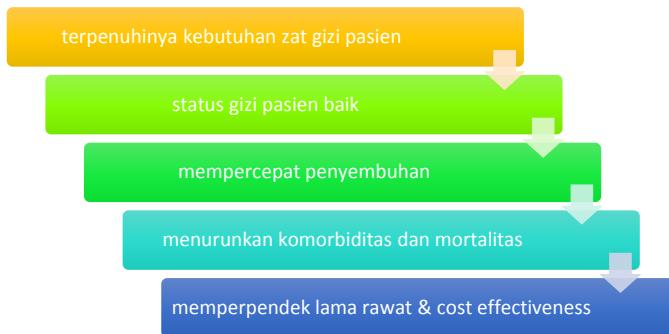 terpenuhinya kebutuhan zat gizi pasien
status gizi pasien baik
mempercepat penyembuhan
menurunkan komorbiditas dan mortalitas
memperpendek lama rawat & cost effectiveness